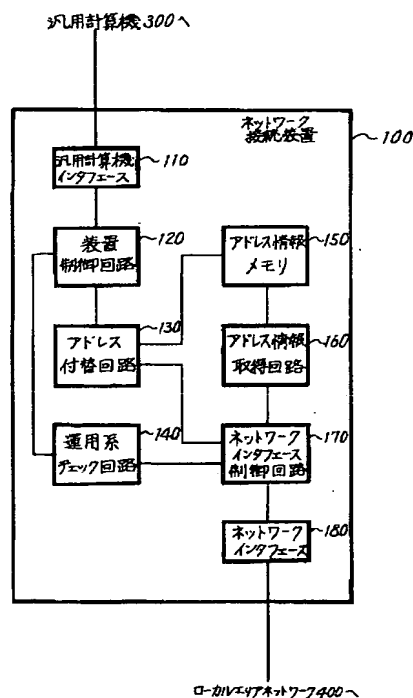 汎用計算機300へ
ネットワーク
接続装置
100
汎用計算機
インタフェース
110
装置
制御回路
120
アドレス情報
メモリ
150
アドレス
付替回路
130
アドレス情報
取得回路
160
運用系
チェック回路
140
ネットワーク
インタフェース
制御回路
170
ネットワーク
インタフェース
180
ローカルエリアネットワーク400へ